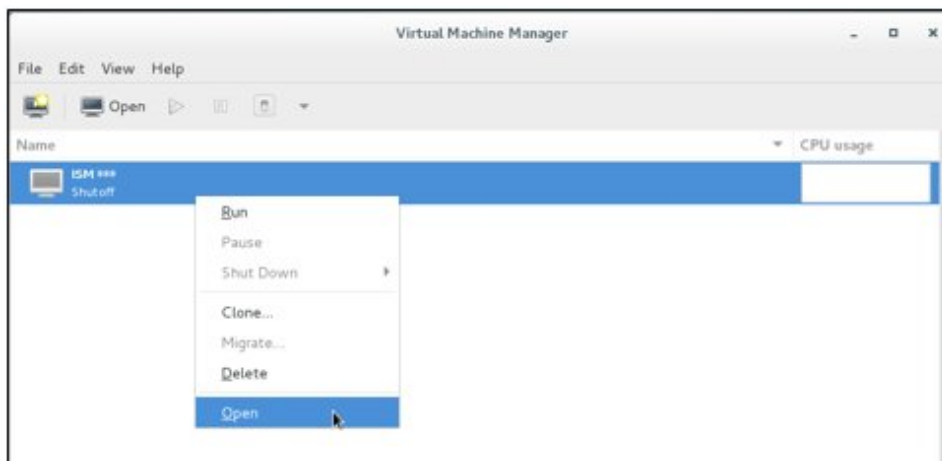 Virtual Machine Manager
File Edit View Help
Open
Name CPU usage
ISM ***
Shutoff
Run
Pause
Shut Down
Clone...
Migrate...
Delete
Open